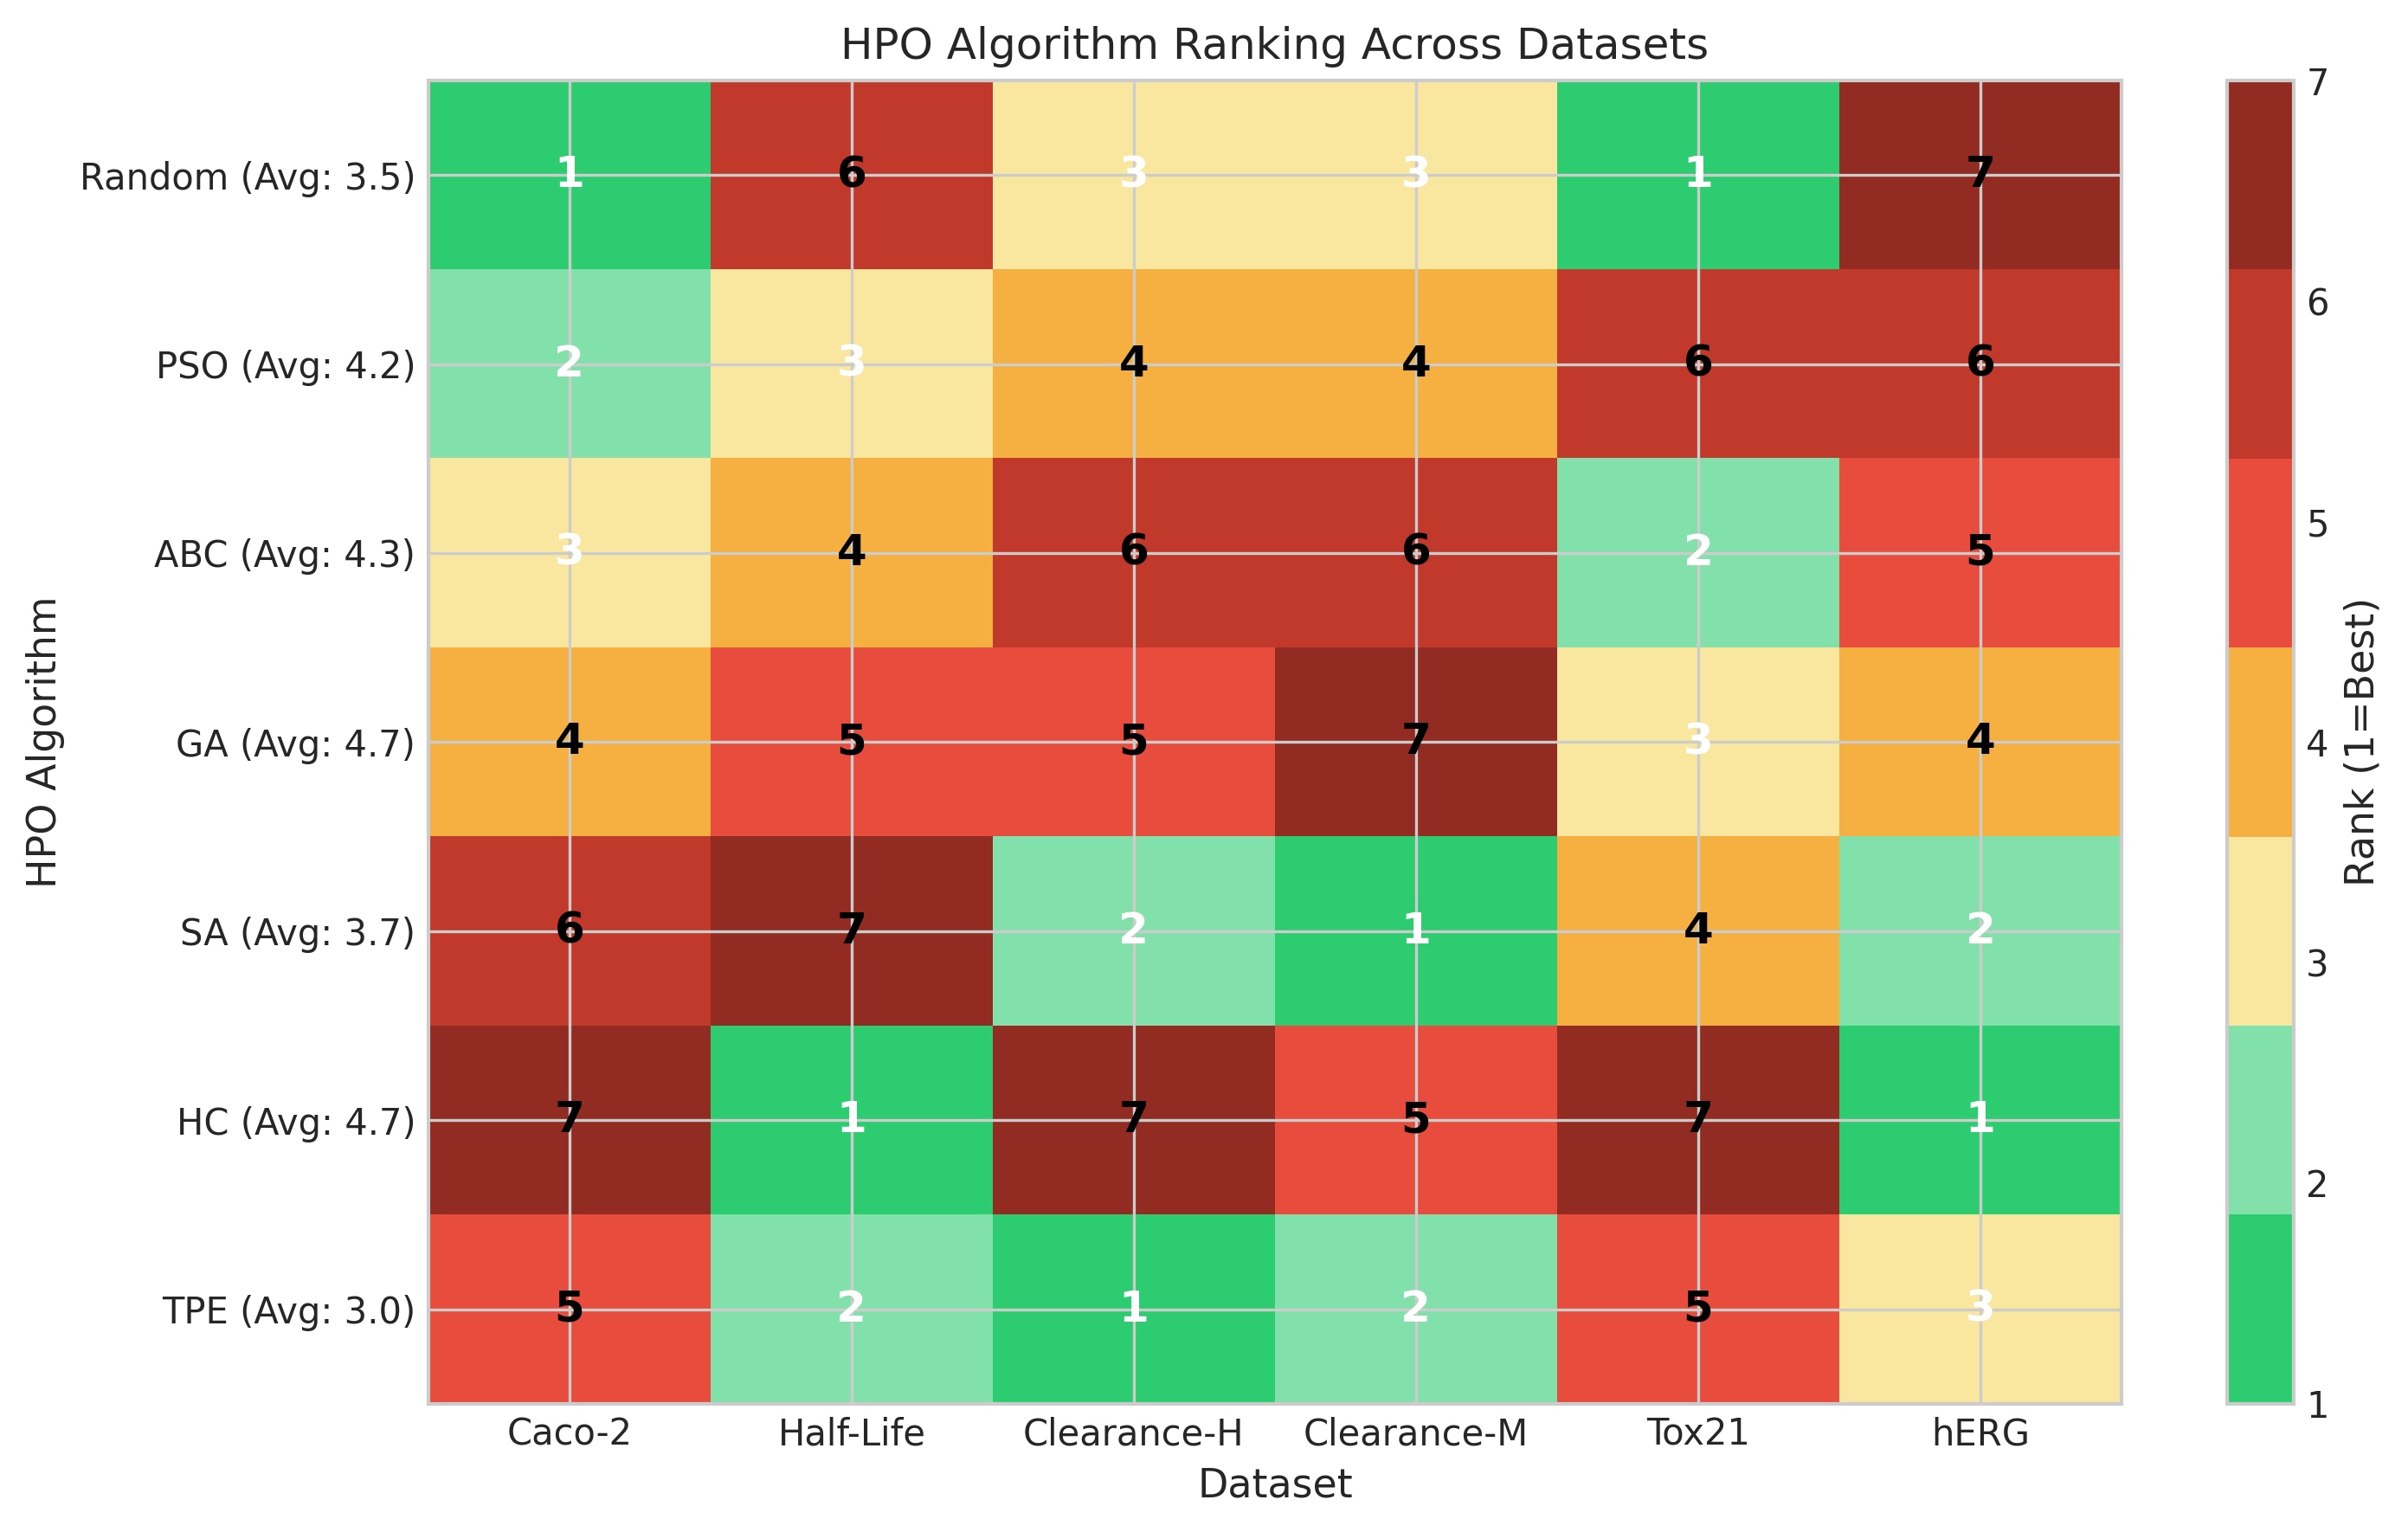 HPO Algorithm Ranking Across Datasets
HPO Algorithm
Random (Avg: 3.5) 1 6 3 3 1 7
PSO (Avg: 4.2) 2 3 4 4 6 6
ABC (Avg: 4.3) 3 4 6 6 2 5
GA (Avg: 4.7) 4 5 5 7 3 4
SA (Avg: 3.7) 6 7 2 1 4 2
HC (Avg: 4.7) 7 1 7 5 7 1
TPE (Avg: 3.0) 5 2 1 2 5 3
Caco-2 Half-Life Clearance-H Clearance-M Tox21 hERG
Dataset
7
6
5
4
3
2
1
Rank (1=Best)